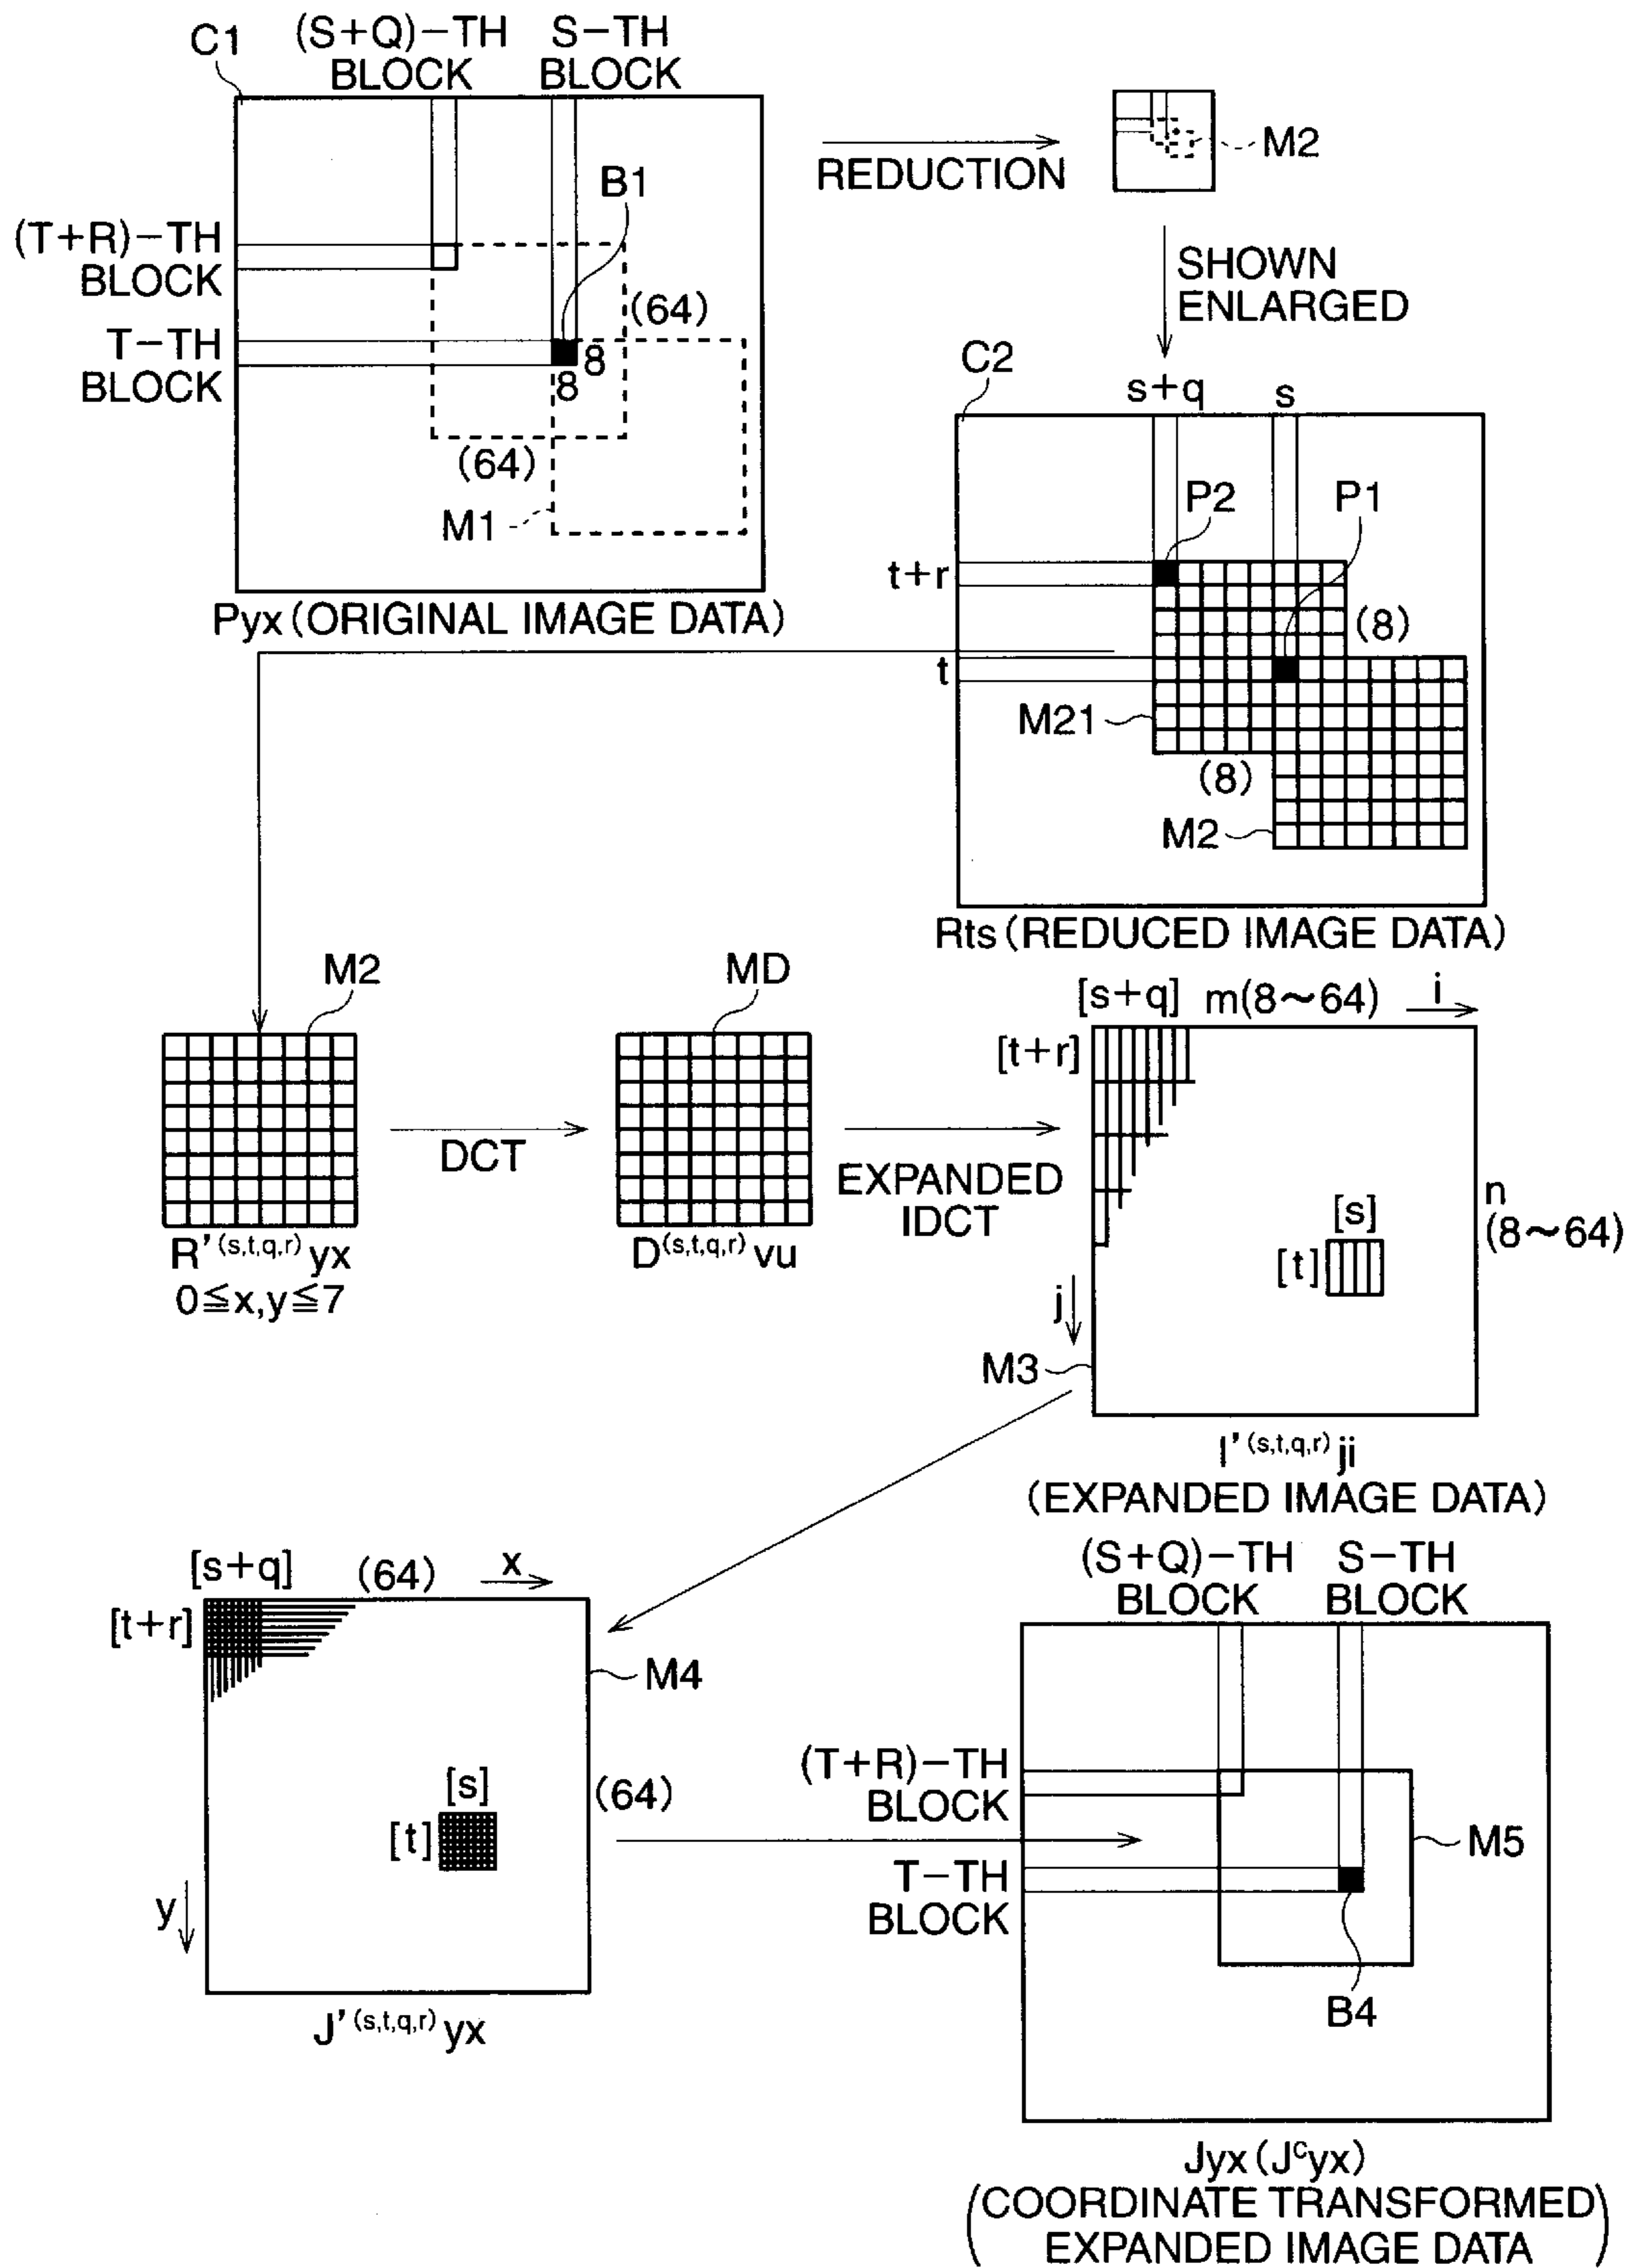 C1
(S+Q)-TH BLOCK
S-TH BLOCK
B1
(T+R)-TH BLOCK
(64)
T-TH BLOCK
8
8
(64)
M1
Pyx (ORIGINAL IMAGE DATA)
REDUCTION
M2
SHOWN ENLARGED
C2
s+q
s
P2
P1
t+r
(8)
t
M21
(8)
M2
Rts (REDUCED IMAGE DATA)
M2
R'(s,t,q,r) yx
0≦x,y≦7
DCT
MD
D(s,t,q,r) vu
EXPANDED IDCT
[s+q]
m(8~64)
i
[t+r]
n
(8~64)
[s]
[t]
j
M3
I'(s,t,q,r) ji
(EXPANDED IMAGE DATA)
[s+q]
(64)
x
[t+r]
M4
[s]
(64)
[t]
y
J'(s,t,q,r) yx
(S+Q)-TH BLOCK
S-TH BLOCK
(T+R)-TH BLOCK
M5
T-TH BLOCK
B4
Jyx (Jcyx)
(COORDINATE TRANSFORMED
EXPANDED IMAGE DATA)